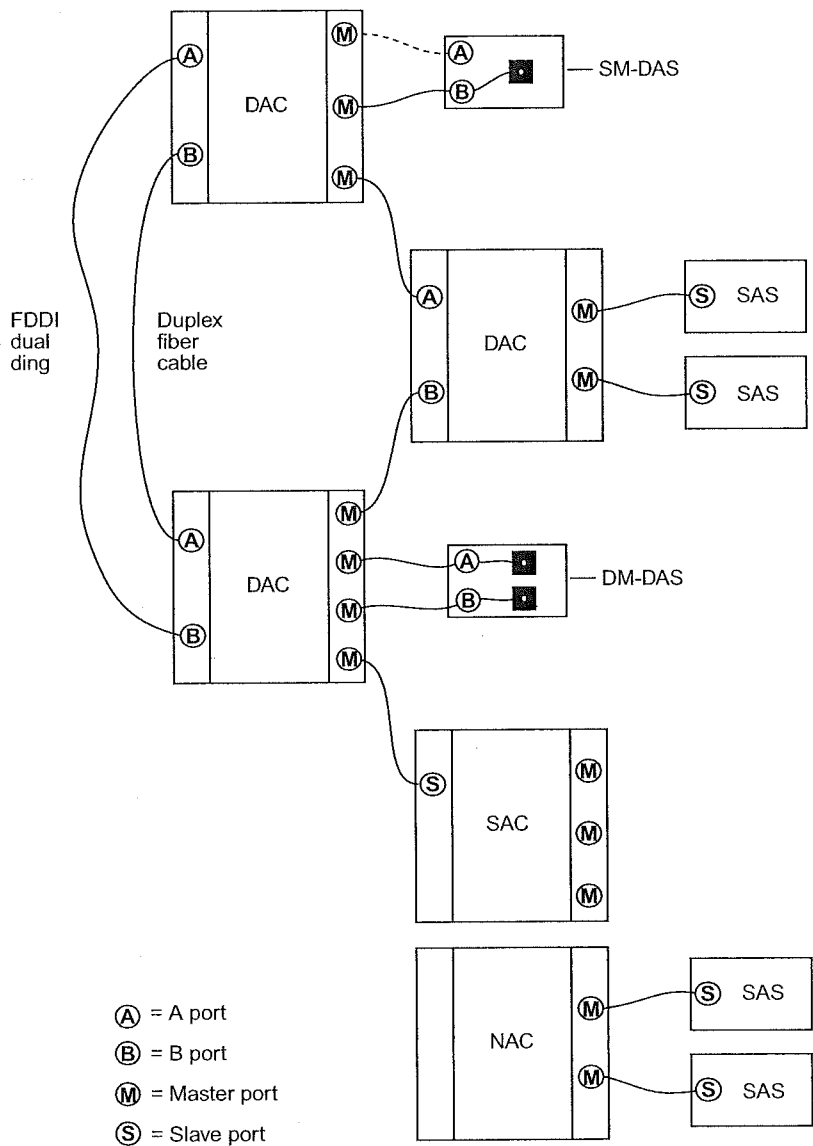 A
B
DAC
M
M
M
A
B
SM-DAS
FDDI
dual
ding
Duplex
fiber
cable
A
B
DAC
M
M
S
SAS
S
SAS
A
B
DAC
M
M
M
M
A
B
DM-DAS
S
SAC
M
M
M
NAC
M
M
S
SAS
S
SAS
A = A port
B = B port
M = Master port
S = Slave port